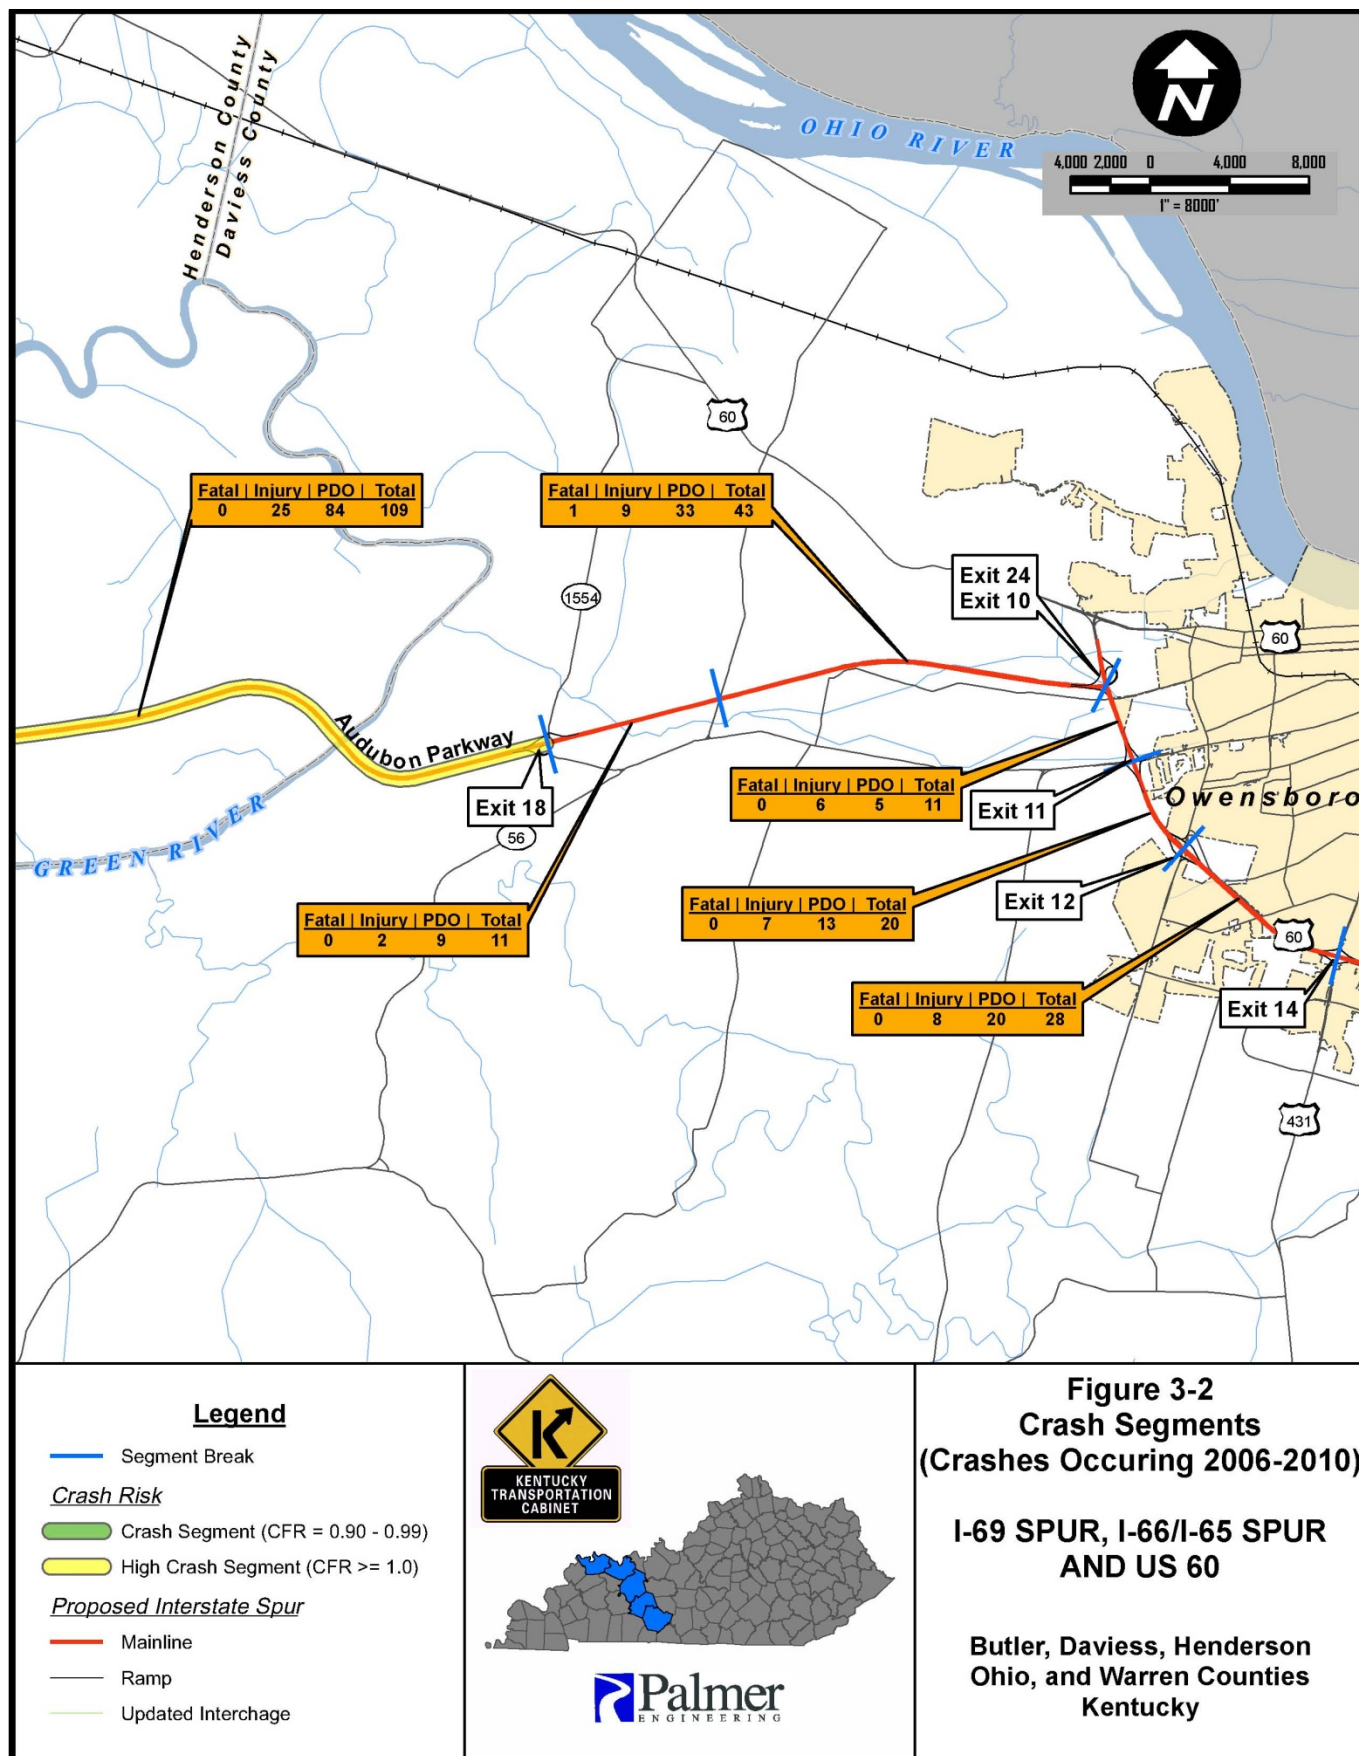 Henderson County
Daviess County
OHIO RIVER
N
4,000 2,000 0 4,000 8,000
1" = 8000'
60
Fatal | Injury | PDO | Total
0 25 84 109
Fatal | Injury | PDO | Total
1 9 33 43
Exit 24
Exit 10
1554
60
Audubon Parkway
Exit 18
Fatal | Injury | PDO | Total
0 6 5 11
Exit 11
Owensboro
56
GREEN RIVER
Fatal | Injury | PDO | Total
0 2 9 11
Fatal | Injury | PDO | Total
0 7 13 20
Exit 12
60
Fatal | Injury | PDO | Total
0 8 20 28
Exit 14
431
Legend
Segment Break
Crash Risk
Crash Segment (CFR = 0.90 - 0.99)
High Crash Segment (CFR >= 1.0)
Proposed Interstate Spur
Mainline
Ramp
Updated Interchage
K
KENTUCKY
TRANSPORTATION
CABINET
Palmer
ENGINEERING
Figure 3-2
Crash Segments
(Crashes Occuring 2006-2010)
I-69 SPUR, I-66/I-65 SPUR
AND US 60
Butler, Daviess, Henderson
Ohio, and Warren Counties
Kentucky